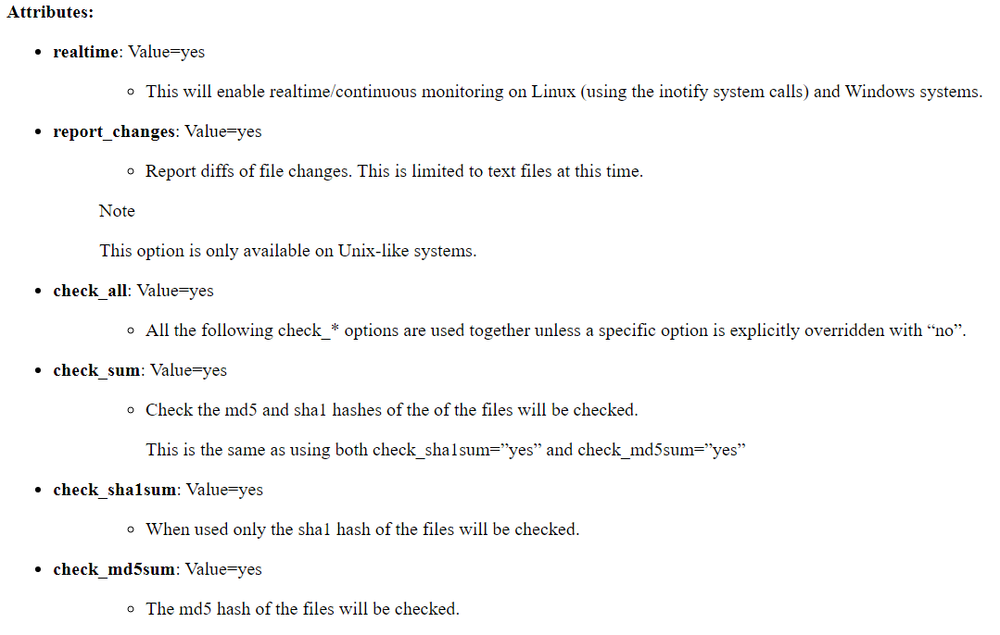 Attributes:
• realtime: Value=yes
◦ This will enable realtime/continuous monitoring on Linux (using the inotify system calls) and Windows systems.
• report_changes: Value=yes
◦ Report diffs of file changes. This is limited to text files at this time.
Note
This option is only available on Unix-like systems.
• check_all: Value=yes
◦ All the following check_* options are used together unless a specific option is explicitly overridden with “no”.
• check_sum: Value=yes
◦ Check the md5 and sha1 hashes of the of the files will be checked.
This is the same as using both check_sha1sum=”yes” and check_md5sum=”yes”
• check_sha1sum: Value=yes
◦ When used only the sha1 hash of the files will be checked.
• check_md5sum: Value=yes
◦ The md5 hash of the files will be checked.